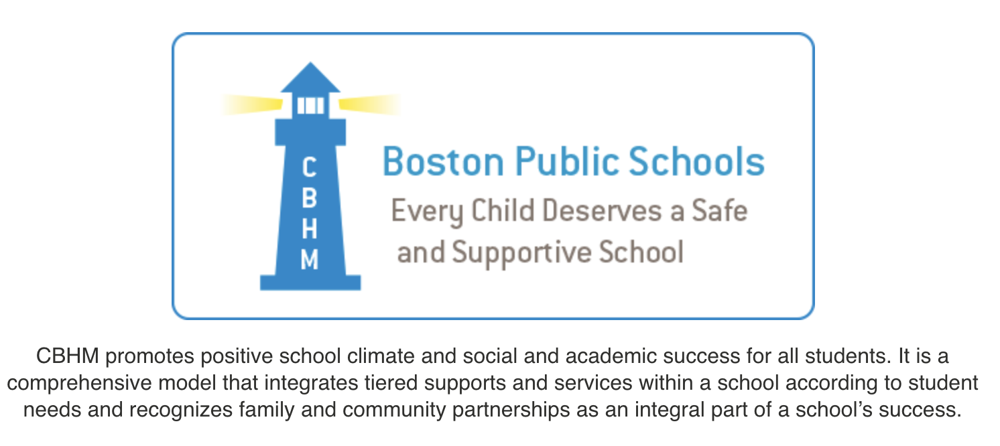 C
B
H
M
Boston Public Schools
Every Child Deserves a Safe
and Supportive School
CBHM promotes positive school climate and social and academic success for all students. It is a
comprehensive model that integrates tiered supports and services within a school according to student
needs and recognizes family and community partnerships as an integral part of a school’s success.